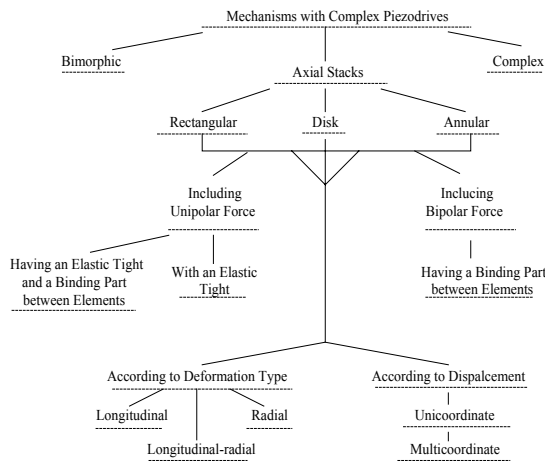 Mechanisms with Complex Piezodrives
Bimorphic
Complex
Axial Stacks
Rectangular
Disk
Annular
Including
Unipolar Force
Inclucing
Bipolar Force
Having an Elastic Tight
and a Binding Part
between Elements
With an Elastic
Tight
Having a Binding Part
between Elements
According to Deformation Type
According to Dispalcement
Longitudinal
Radial
Unicoordinate
Longitudinal-radial
Multicoordinate